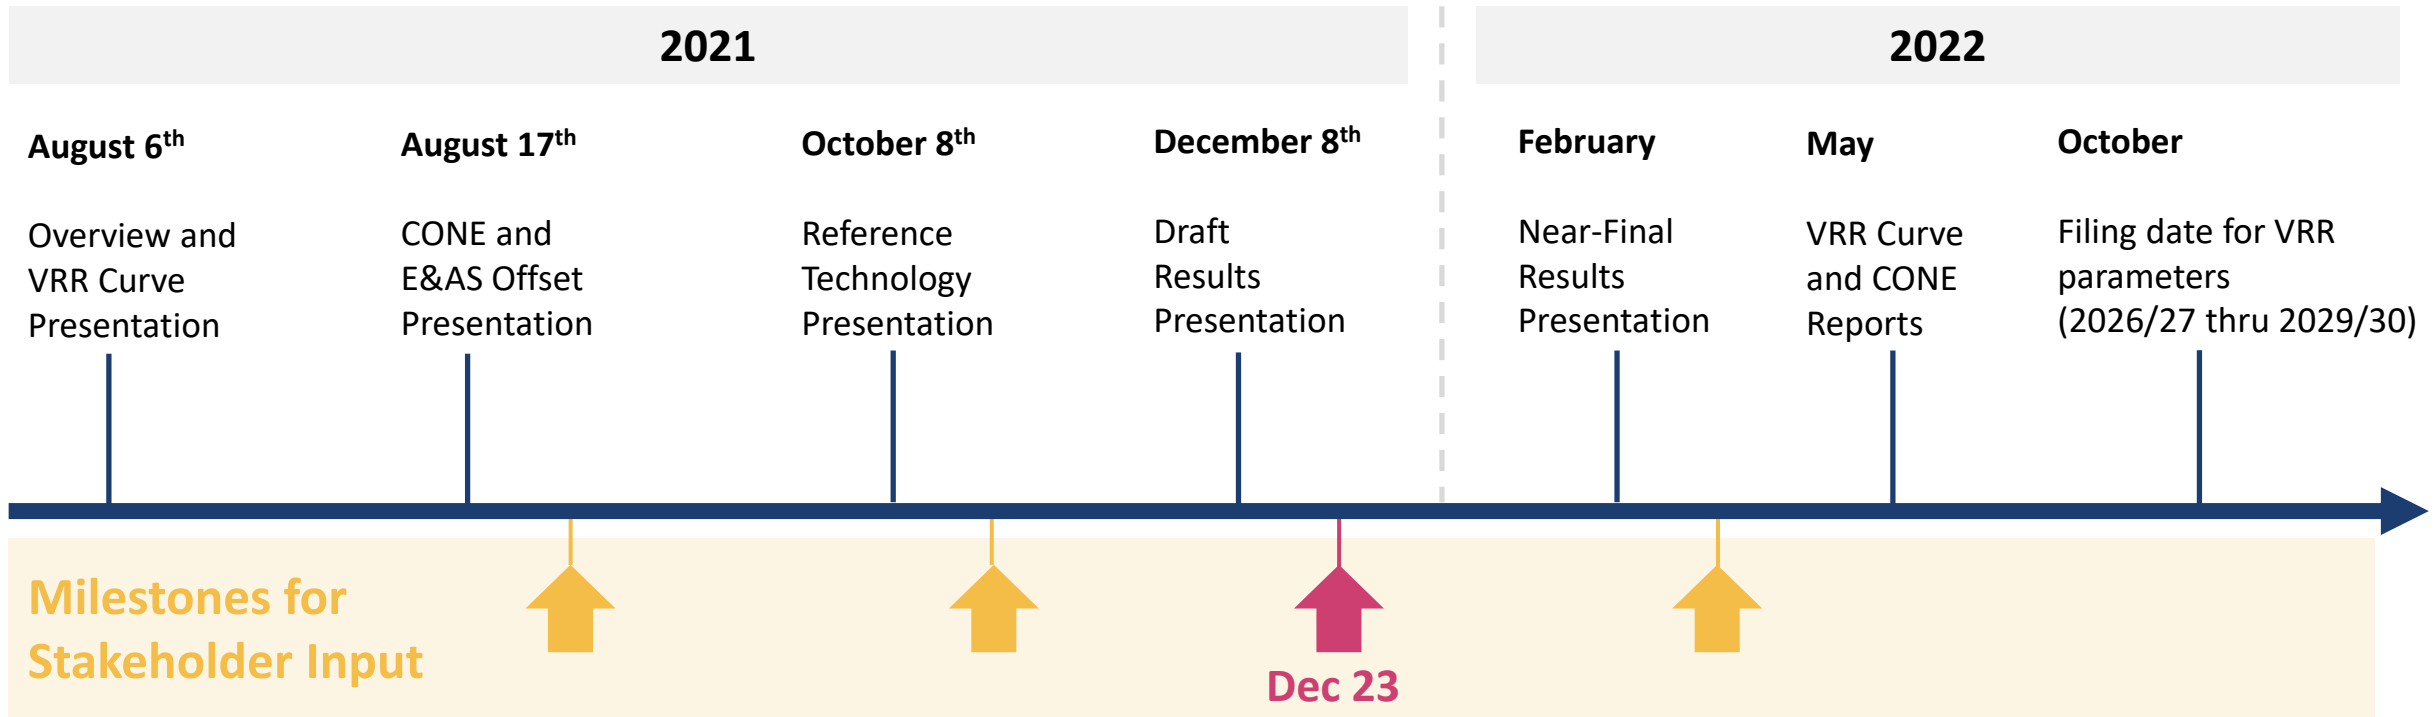 2021
2022
August 6th
Overview and
VRR Curve
Presentation
August 17th
CONE and
E&AS Offset
Presentation
October 8th
Reference
Technology
Presentation
December 8th
Draft
Results
Presentation
February
Near-Final
Results
Presentation
May
VRR Curve
and CONE
Reports
October
Filing date for VRR
parameters
(2026/27 thru 2029/30)
Milestones for
Stakeholder Input
Dec 23